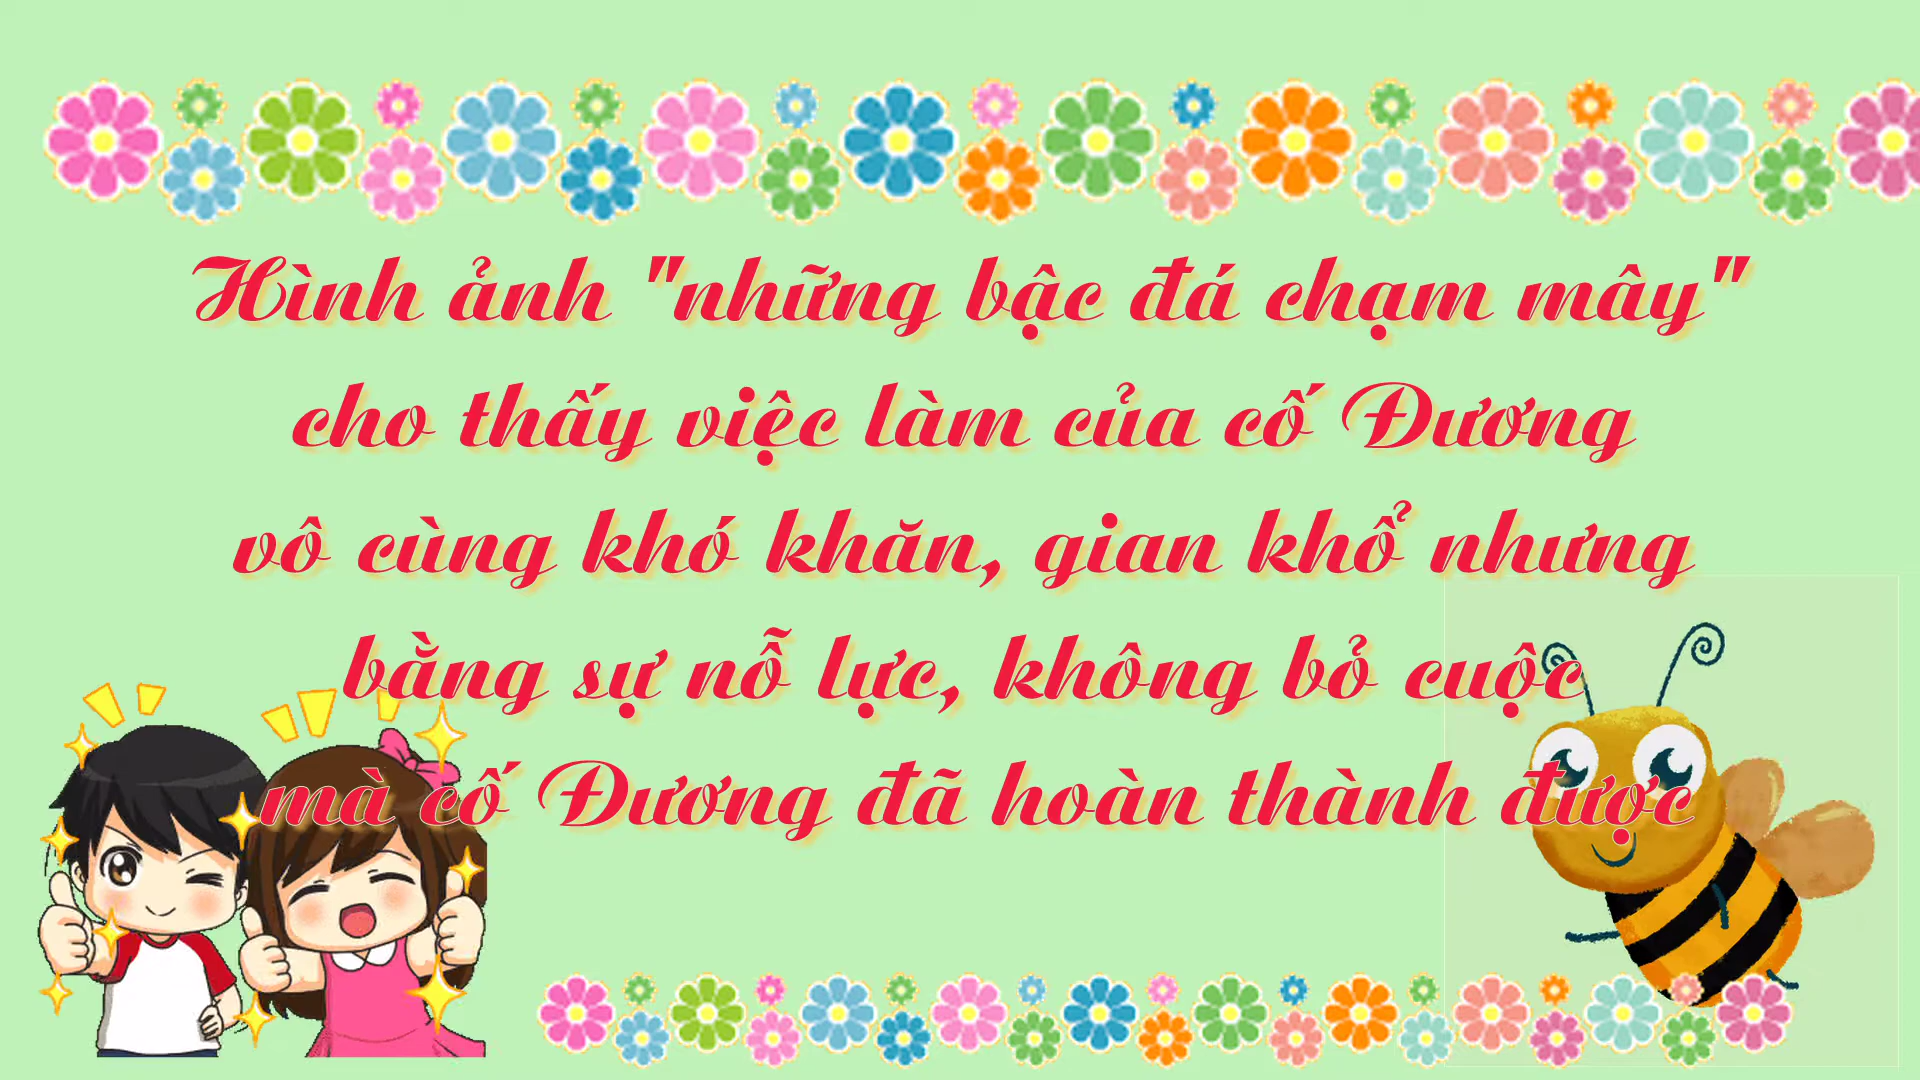 Hình ảnh "những bậc đá chạm mây"
cho thấy việc làm của cố Đương
vô cùng khó khăn, gian khổ nhưng
bằng sự nỗ lực, không bỏ cuộc
mà cố Đương đã hoàn thành được